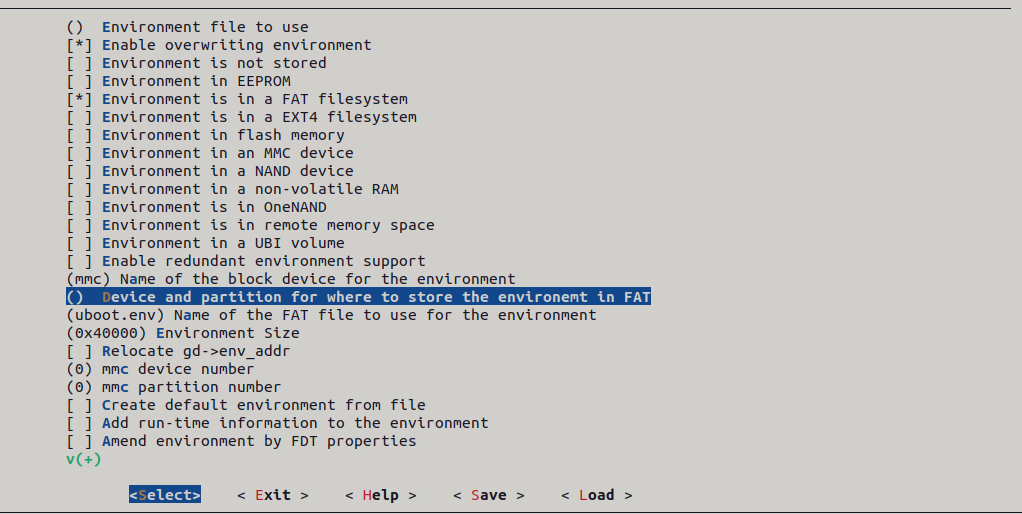 ()  Environment file to use
[*] Enable overwriting environment
[ ] Environment is not stored
[ ] Environment in EEPROM
[*] Environment is in a FAT filesystem
[ ] Environment is in a EXT4 filesystem
[ ] Environment in flash memory
[ ] Environment in an MMC device
[ ] Environment in a NAND device
[ ] Environment in a non-volatile RAM
[ ] Environment is in OneNAND
[ ] Environment is in remote memory space
[ ] Environment in a UBI volume
[ ] Enable redundant environment support
(mmc) Name of the block device for the environment
()  Device and partition for where to store the environemt in FAT
(uboot.env) Name of the FAT file to use for the environment
(0x40000) Environment Size
[ ] Relocate gd->env_addr
(0) mmc device number
(0) mmc partition number
[ ] Create default environment from file
[ ] Add run-time information to the environment
[ ] Amend environment by FDT properties
v(+)
<Select>    < Exit >    < Help >    < Save >    < Load >